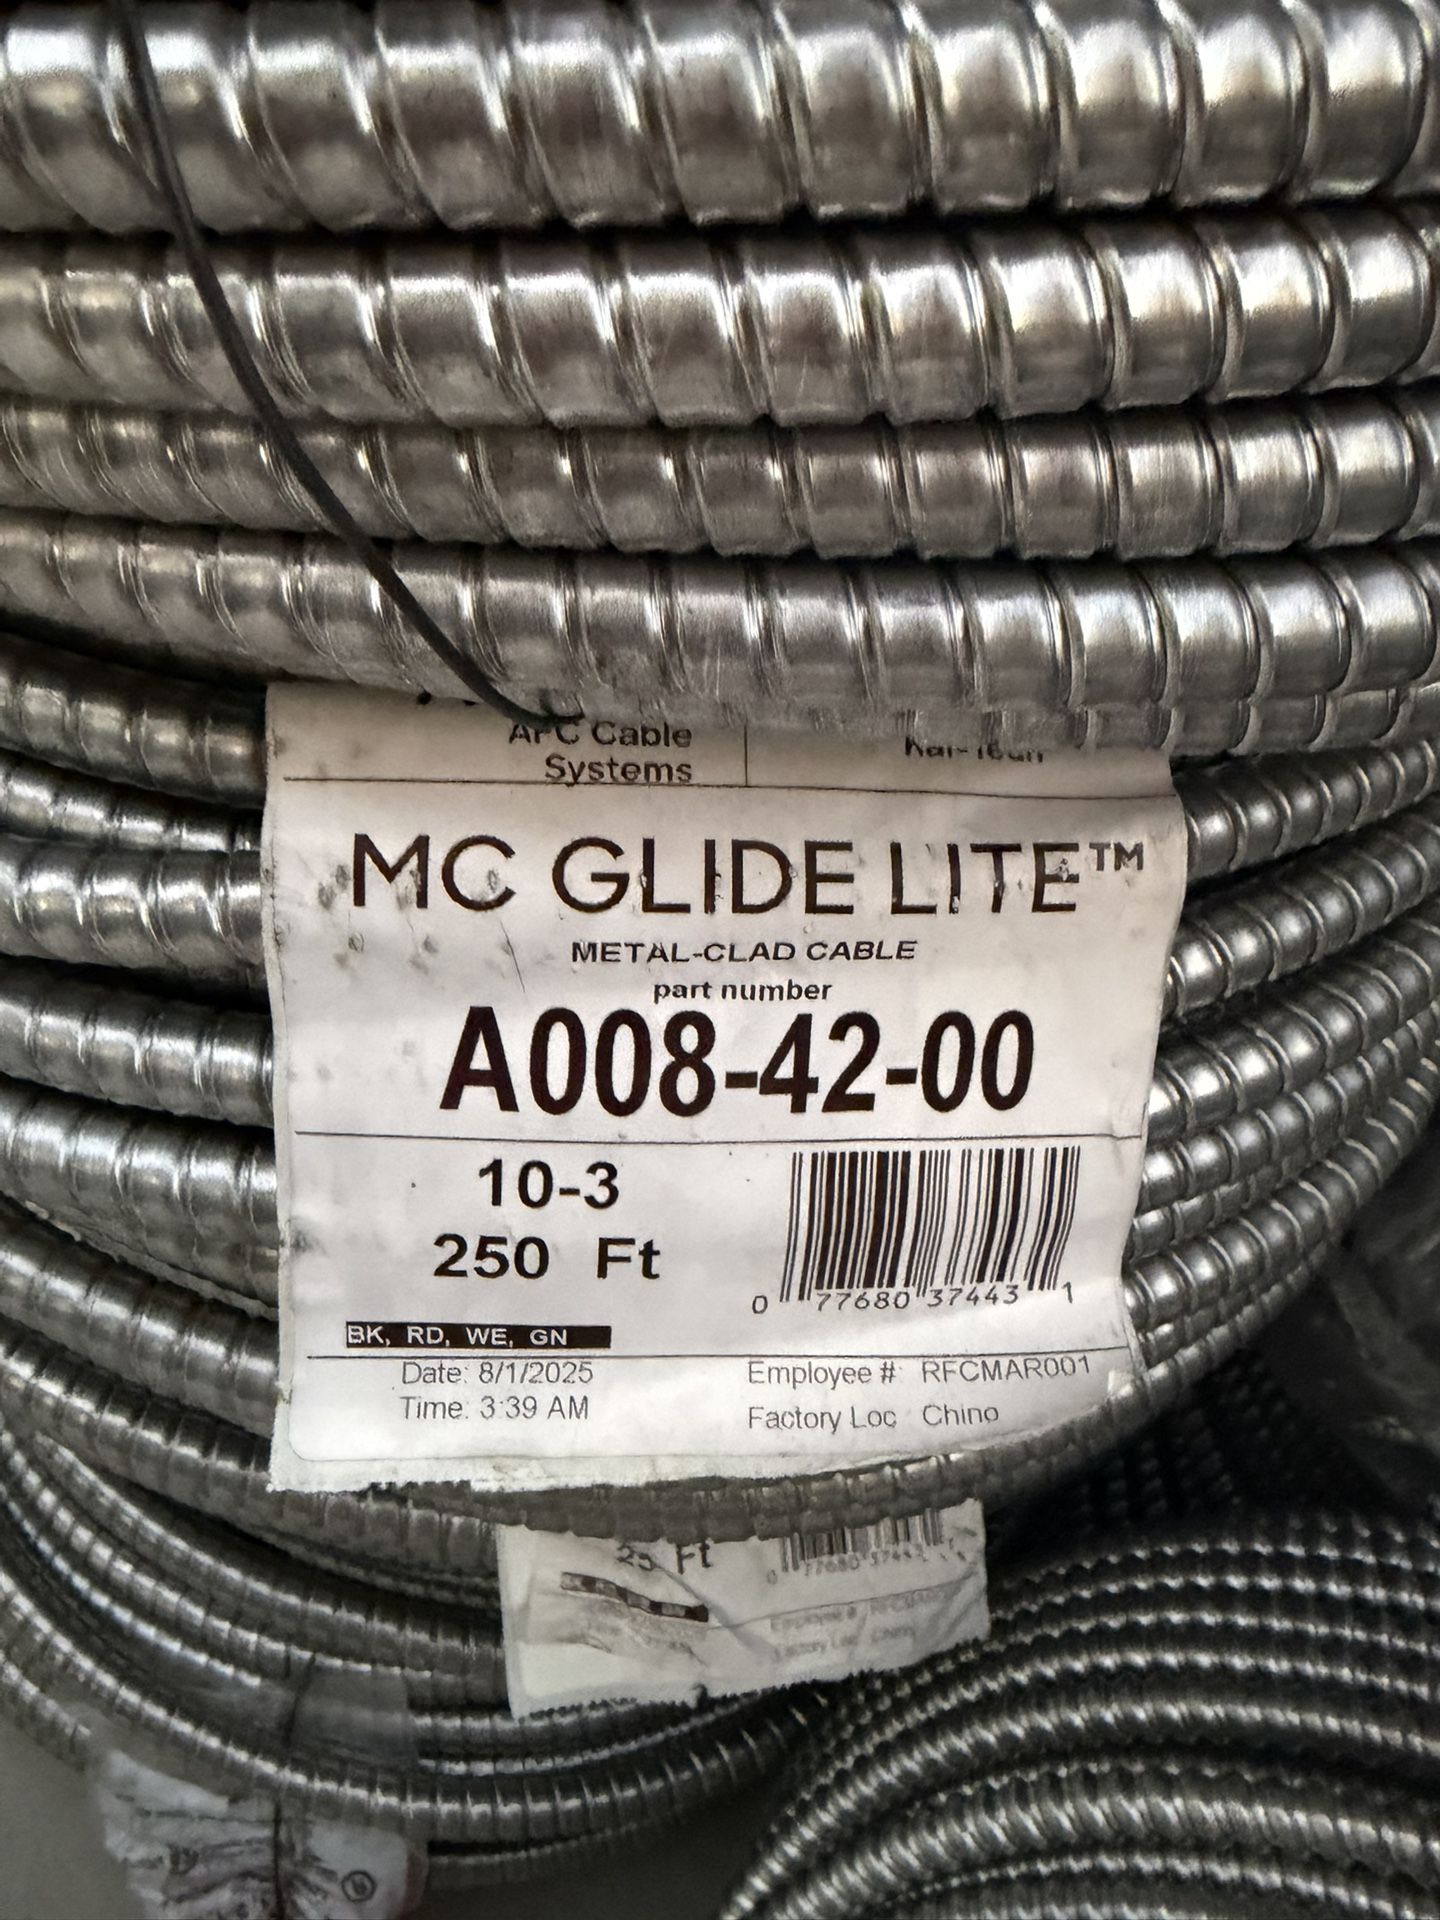 AFC Cable
Systems
MC GLIDE LITE™
METAL-CLAD CABLE
part number
A008-42-00
10-3
250 Ft
0 77680 37443 1
BK, RD, WE, GN
Date: 8/1/2025
Employee # RFCMAR001
Time: 3:39 AM
Factory Loc Chino
Ft